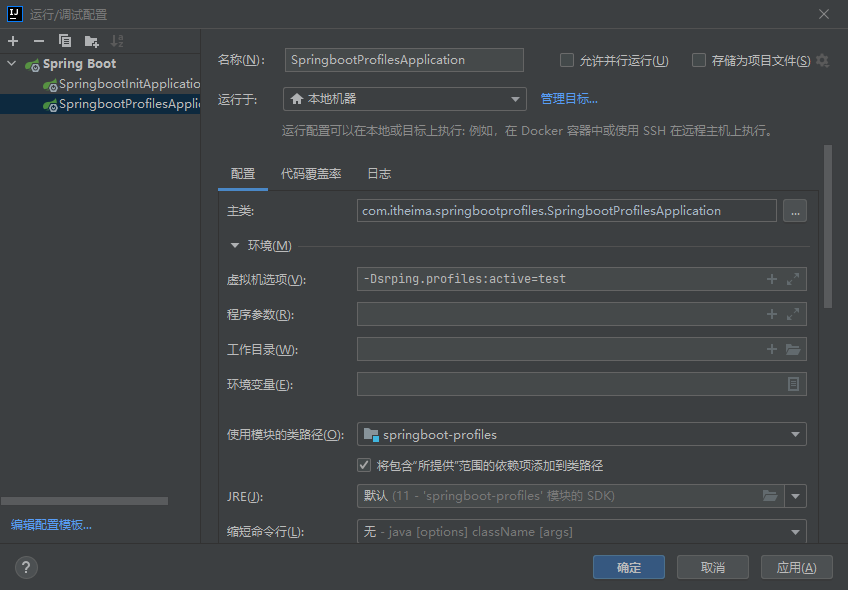 运行/调试配置
Spring Boot
SpringbootInitApplicatio
SpringbootProfilesAppli
编辑配置模板...
名称(N):
SpringbootProfilesApplication
允许并行运行(U)
存储为项目文件(S)
运行于:
本地机器
管理目标...
运行配置可以在本地或目标上执行: 例如，在 Docker 容器中或使用 SSH 在远程主机上执行。
配置
代码覆盖率
日志
主类:
com.itheima.springbootprofiles.SpringbootProfilesApplication
...
环境(M)
虚拟机选项(V):
-Dsrping.profiles:active=test
程序参数(R):
工作目录(W):
环境变量(E):
使用模块的类路径(O):
springboot-profiles
将包含“所提供”范围的依赖项添加到类路径
JRE(J):
默认 (11 - 'springboot-profiles' 模块的 SDK)
缩短命令行(L):
无 - java [options] className [args]
?
确定
取消
应用(A)